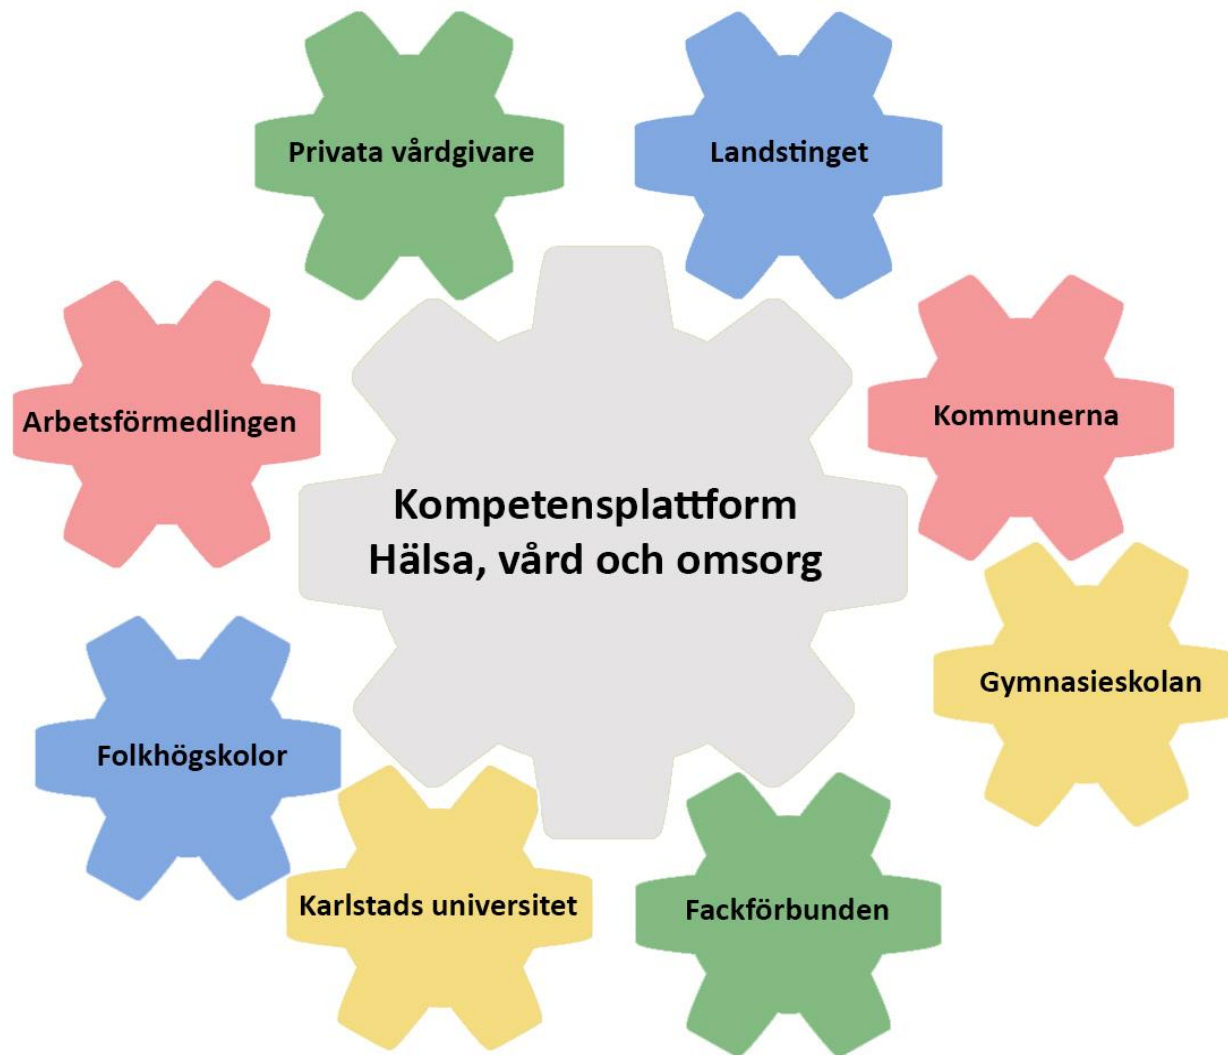 Privata vårdgivare
Landstinget
Arbetsförmedlingen
Kommunerna
Kompetensplattform
Hälsa, vård och omsorg
Gymnasieskolan
Folkhögskolor
Karlstads universitet
Fackförbunden